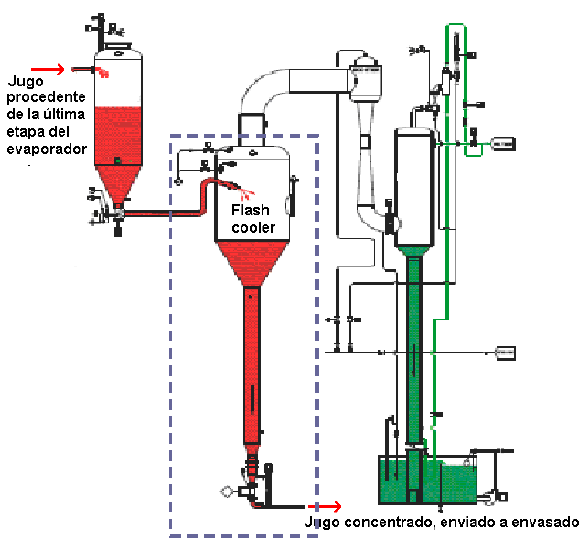 Jugo
procedente
de la última
etapa del
evaporador
Flash
cooler
Jugo concentrado, enviado a envasado